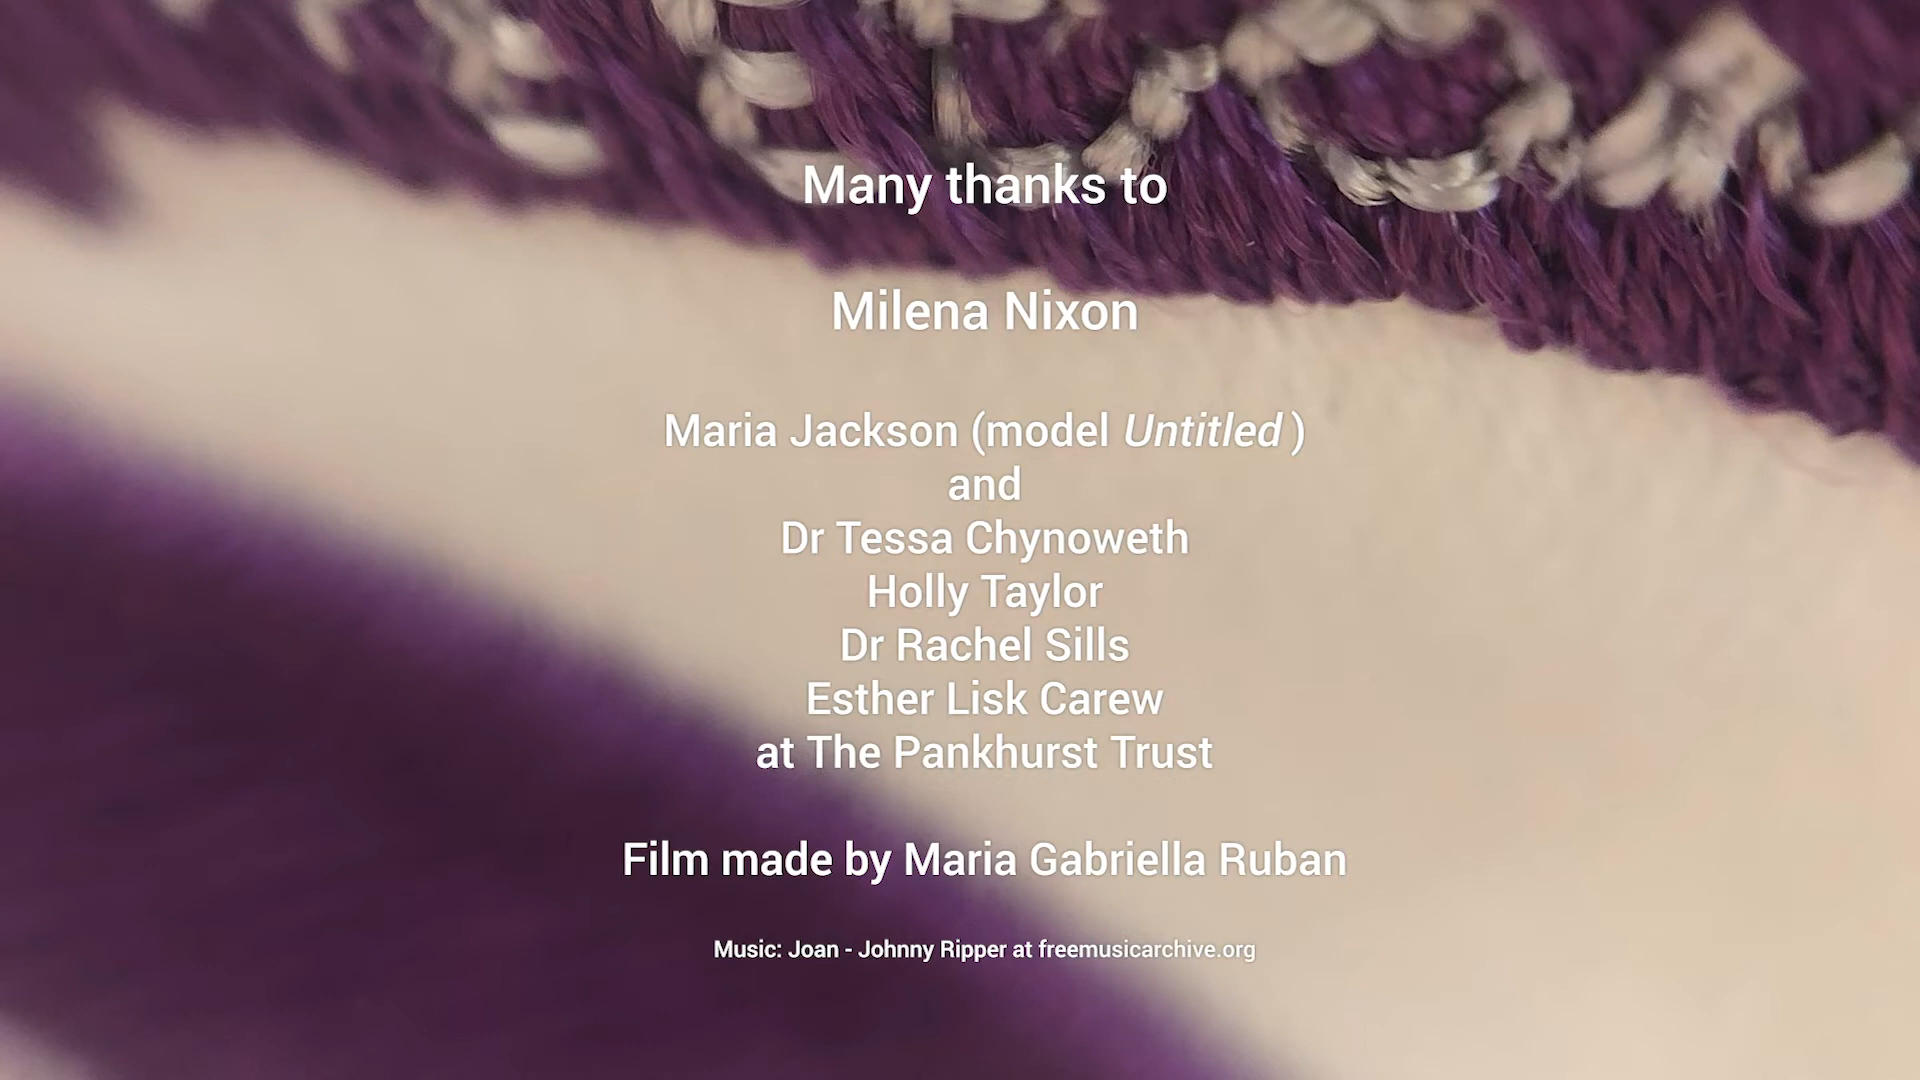 Many thanks to
Milena Nixon
Maria Jackson (model Untitled )
and
Dr Tessa Chynoweth
Holly Taylor
Dr Rachel Sills
Esther Lisk Carew
at The Pankhurst Trust
Film made by Maria Gabriella Ruban
Music: Joan - Johnny Ripper at freemusicarchive.org